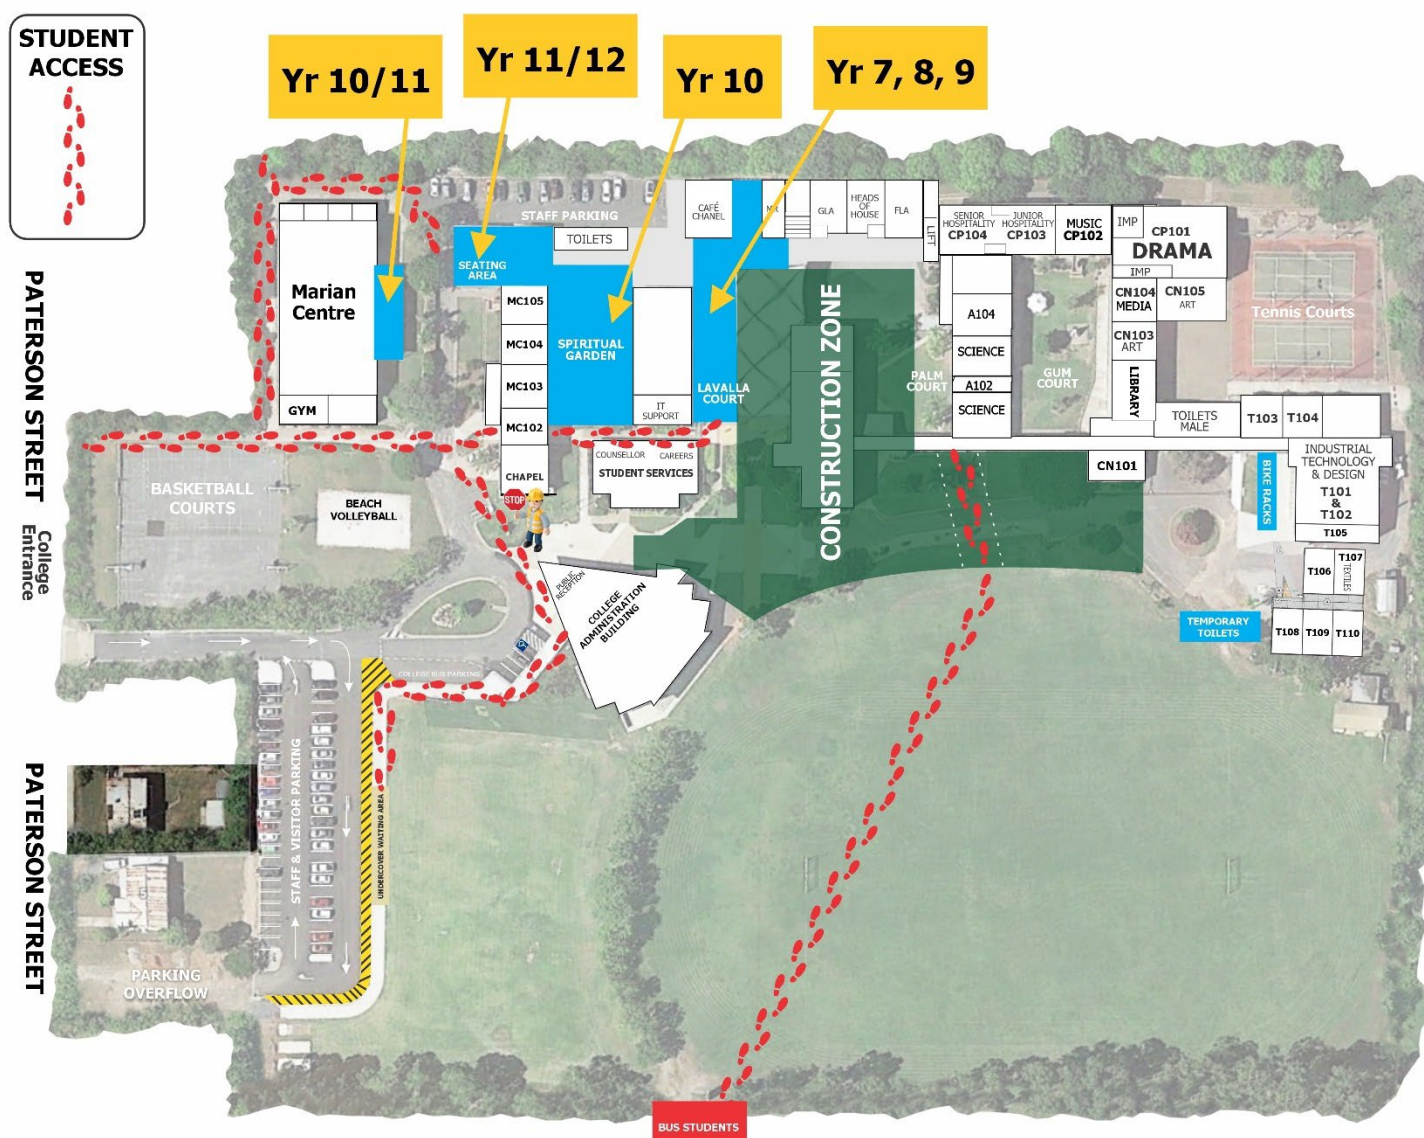 STUDENT
ACCESS
Yr 10/11
Yr 11/12
Yr 10
Yr 7, 8, 9
STAFF PARKING
TOILETS
SEATING
AREA
CAFÉ
CHANEL
GLA
HEADS
OF
HOUSE
FLA
LIFT
SENIOR
HOSPITALITY
CP104
JUNIOR
HOSPITALITY
CP103
MUSIC
CP102
IMP
CP101
DRAMA
IMP
CN104
MEDIA
CN105
ART
CN103
ART
LIBRARY
Tennis Courts
Marian
Centre
GYM
MC105
MC104
MC103
MC102
CHAPEL
STOP
SPIRITUAL
GARDEN
IT
SUPPORT
LAVALLA
COURT
CONSTRUCTION ZONE
PALM
COURT
A104
SCIENCE
A102
SCIENCE
GUM
COURT
TOILETS
MALE
T103
T104
COUNSELLOR
CAREERS
STUDENT SERVICES
CN101
BIKE RACKS
INDUSTRIAL
TECHNOLOGY
& DESIGN
T101
&
T102
T105
T106
T107
TEXTILES
T108
T109
T110
TEMPORARY
TOILETS
PATERSON STREET
College
Entrance
BASKETBALL
COURTS
BEACH
VOLLEYBALL
PUBLIC
RECEPTION
COLLEGE
ADMINISTRATION
BUILDING
COLLEGE BUS PARKING
STAFF & VISITOR PARKING
UNDERCOVER WAITING AREA
PATERSON STREET
PARKING
OVERFLOW
BUS STUDENTS